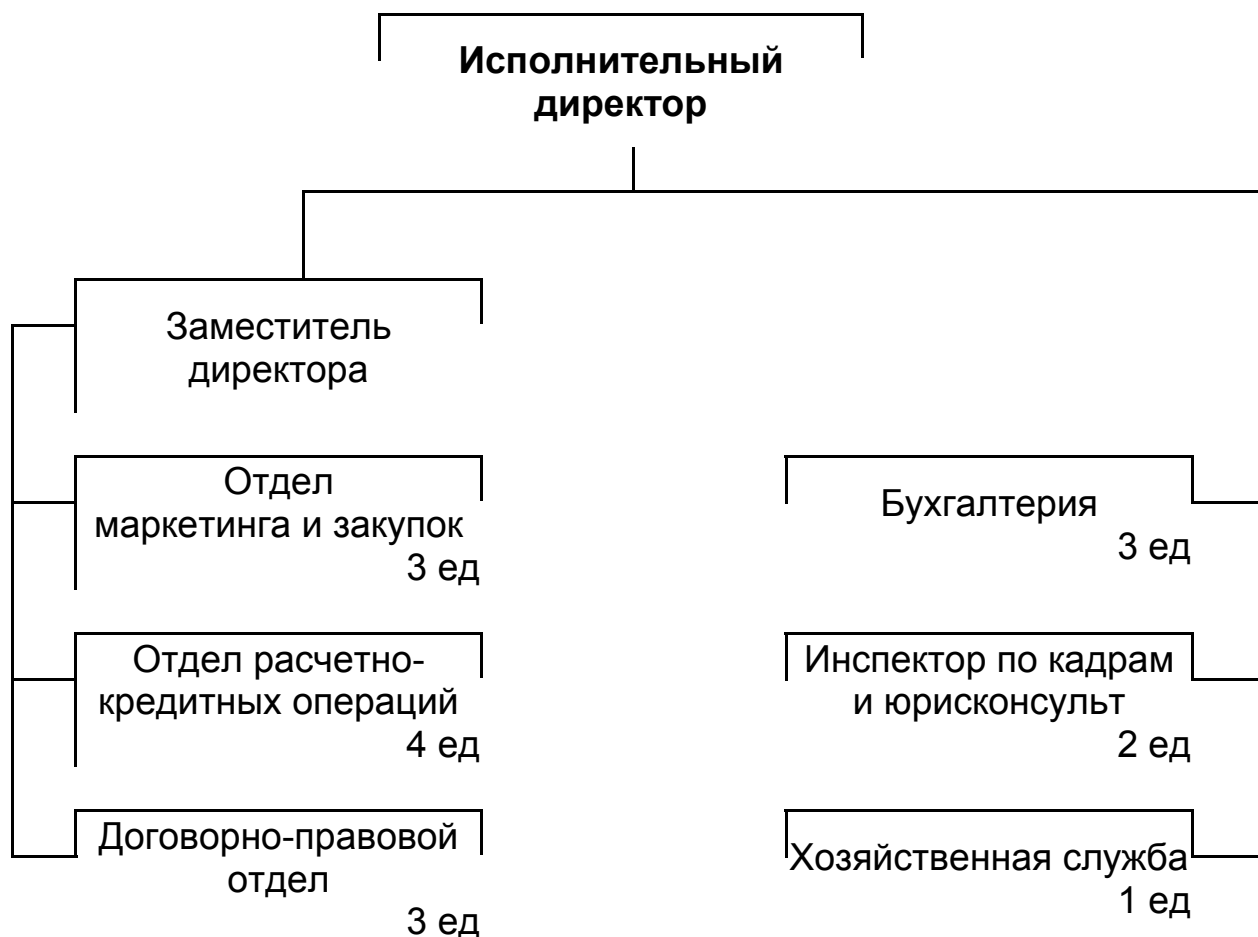 Исполнительный
директор
Заместитель
директора
Отдел
маркетинга и закупок
3 ед
Бухгалтерия
3 ед
Отдел расчетно-
кредитных операций
4 ед
Инспектор по кадрам
и юрисконсульт
2 ед
Договорно-правовой
отдел
3 ед
Хозяйственная служба
1 ед